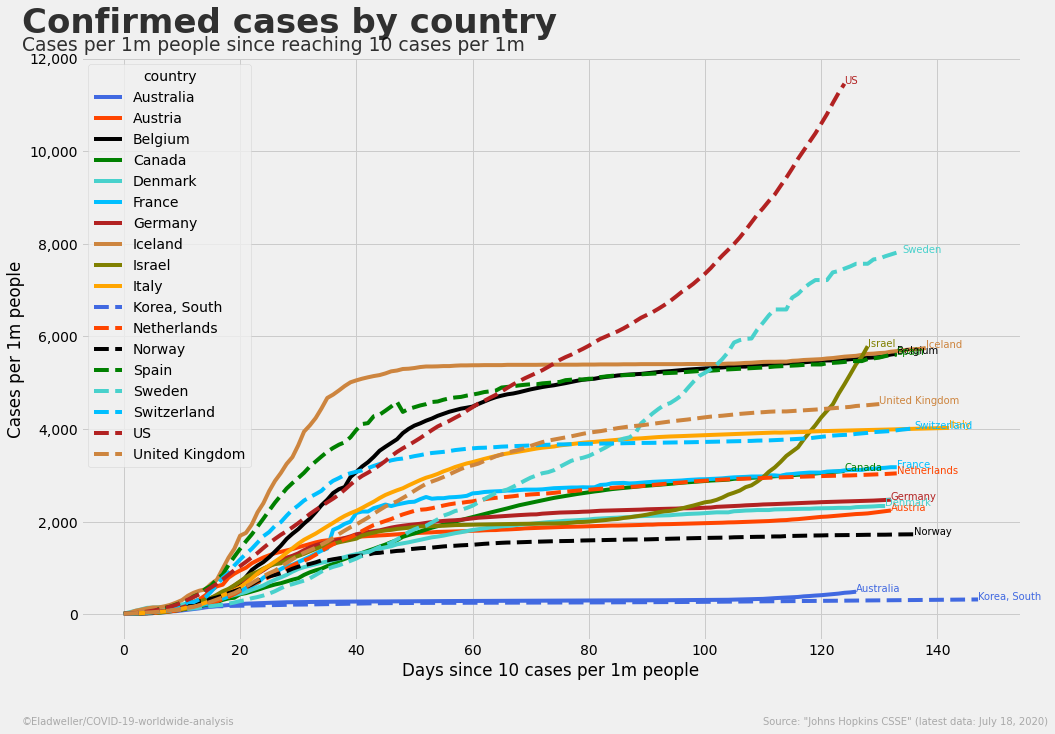 Confirmed cases by country
Cases per 1m people since reaching 10 cases per 1m
12,000
10,000
8,000
6,000
4,000
2,000
0
Cases per 1m people
country
Australia
Austria
Belgium
Canada
Denmark
France
Germany
Iceland
Israel
Italy
Korea, South
Netherlands
Norway
Spain
Sweden
Switzerland
US
United Kingdom
US
Sweden
Israel
Iceland
Belgium
Spain
United Kingdom
Italy
Switzerland
France
Canada
Netherlands
Germany
Denmark
Austria
Norway
Australia
Korea, South
0 20 40 60 80 100 120 140
Days since 10 cases per 1m people
©Eladweller/COVID-19-worldwide-analysis
Source: "Johns Hopkins CSSE" (latest data: July 18, 2020)